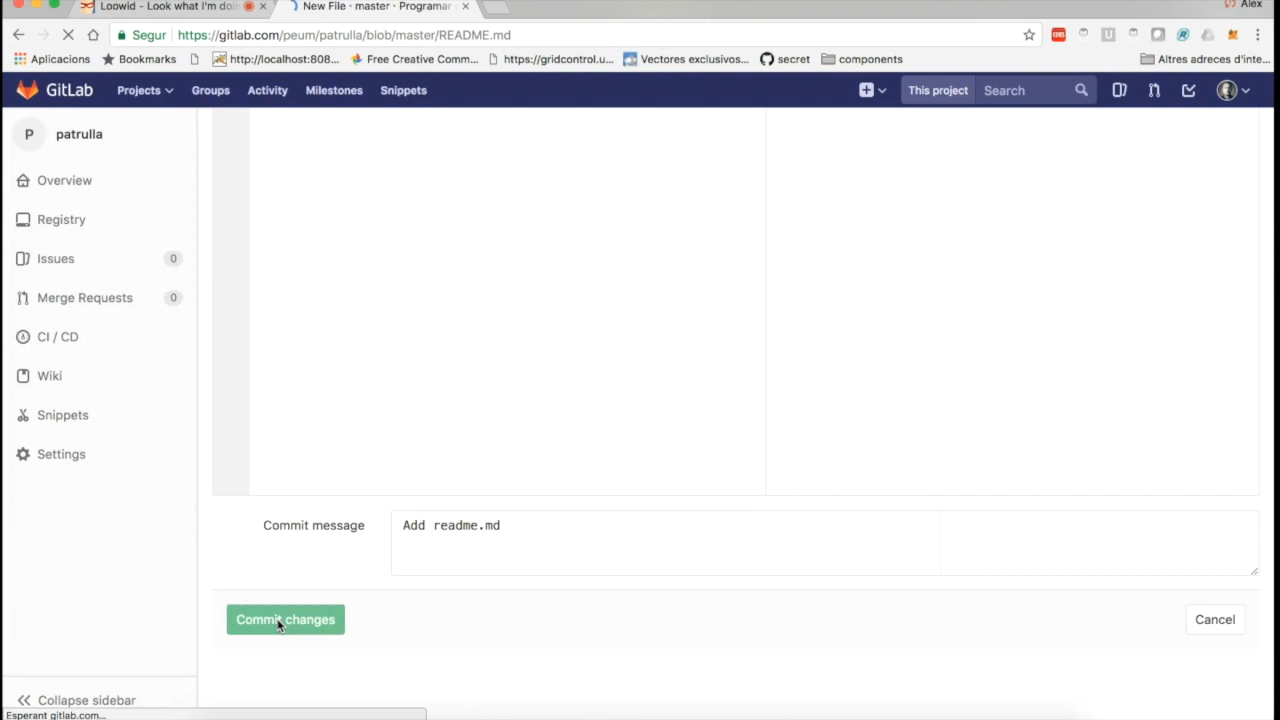 Loowid - Look what I'm doi
New File · master · Programar
Alex
Segur
https://gitlab.com/peum/patrulla/blob/master/README.md
Aplicacions
Bookmarks
http://localhost:808...
Free Creative Comm...
https://gridcontrol.u...
Vectores exclusivos...
secret
components
Altres adreces d'inte...
GitLab
Projects
Groups
Activity
Milestones
Snippets
This project
Search
P
patrulla
Overview
Registry
Issues
0
Merge Requests
0
CI / CD
Wiki
Snippets
Settings
Commit message
Add readme.md
Commit changes
Cancel
Collapse sidebar
Esperant gitlab.com...